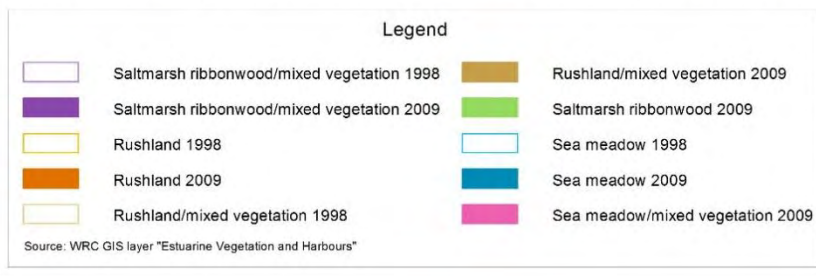 Legend
Saltmarsh ribbonwood/mixed vegetation 1998
Saltmarsh ribbonwood/mixed vegetation 2009
Rushland 1998
Rushland 2009
Rushland/mixed vegetation 1998
Rushland/mixed vegetation 2009
Saltmarsh ribbonwood 2009
Sea meadow 1998
Sea meadow 2009
Sea meadow/mixed vegetation 2009
Source: WRC GIS layer "Estuarine Vegetation and Harbours"